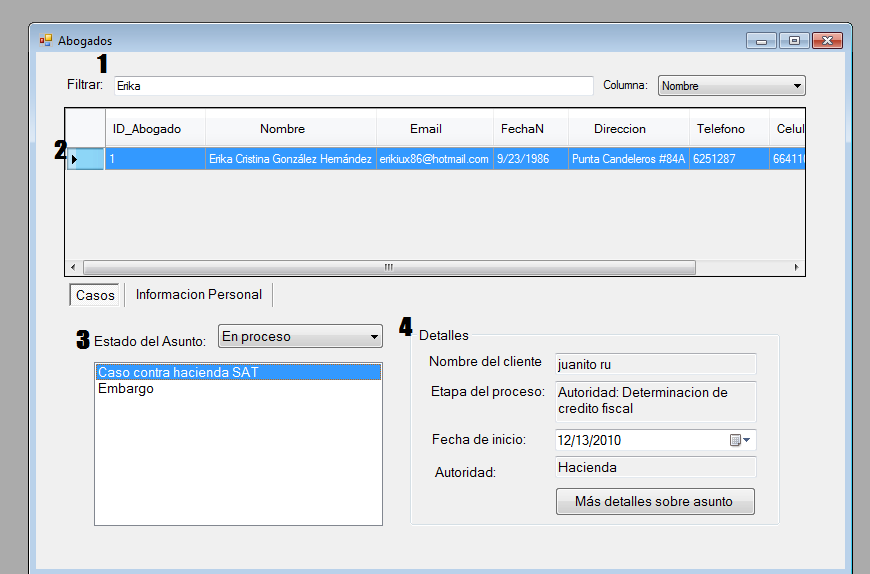 Abogados
1
Filtrar: Erika Columna: Nombre
ID_Abogado Nombre Email FechaN Direccion Telefono Celul
2
1 Erika Cristina González Hernández erikiux86@hotmail.com 9/23/1986 Punta Candeleros #84A 6251287 664110
Casos Informacion Personal
3 Estado del Asunto: En proceso
Caso contra hacienda SAT
Embargo
4 Detalles
Nombre del cliente juanito ru
Etapa del proceso: Autoridad: Determinacion de
credito fiscal
Fecha de inicio: 12/13/2010
Autoridad: Hacienda
Más detalles sobre asunto